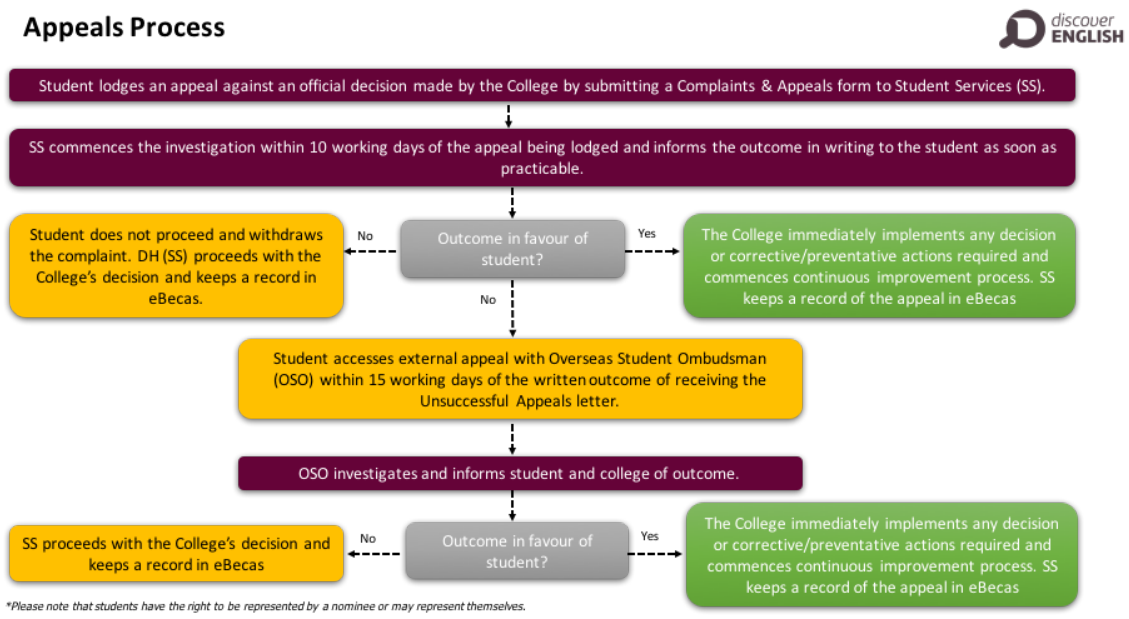 Appeals Process
discover
ENGLISH
Student lodges an appeal against an official decision made by the College by submitting a Complaints & Appeals form to Student Services (SS).
SS commences the investigation within 10 working days of the appeal being lodged and informs the outcome in writing to the student as soon as
practicable.
Student does not proceed and withdraws
the complaint. DH (SS) proceeds with the
College's decision and keeps a record in
eBecas.
No
Outcome in favour of
student?
Yes
The College immediately implements any decision
or corrective/preventative actions required and
commences continuous improvement process. SS
keeps a record of the appeal in eBecas
No
Student accesses external appeal with Overseas Student Ombudsman
(OSO) within 15 working days of the written outcome of receiving the
Unsuccessful Appeals letter.
OSO investigates and informs student and college of outcome.
SS proceeds with the College's decision and
keeps a record in eBecas
No
Outcome in favour of
student?
Yes
The College immediately implements any decision
or corrective/preventative actions required and
commences continuous improvement process. SS
keeps a record of the appeal in eBecas
*Please note that students have the right to be represented by a nominee or may represent themselves.